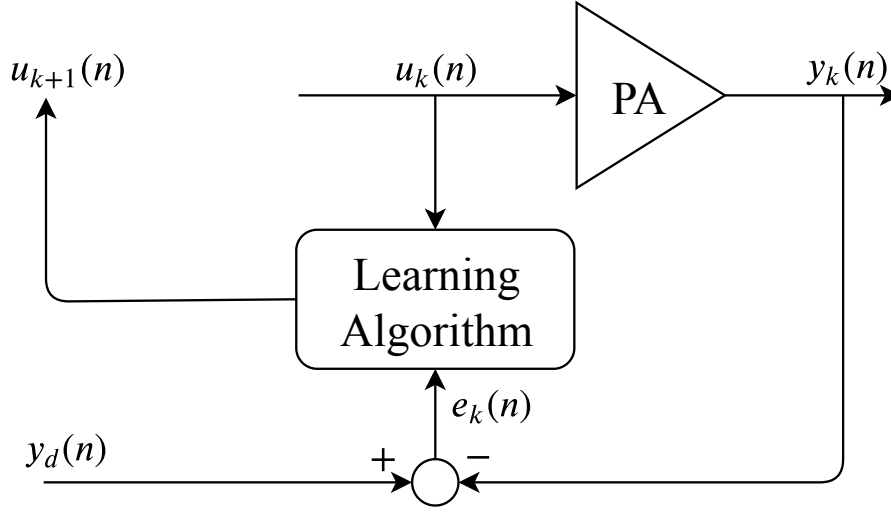 u_{k+1}(n)
u_k(n)
PA
y_k(n)
Learning
Algorithm
e_k(n)
y_d(n)
+
−